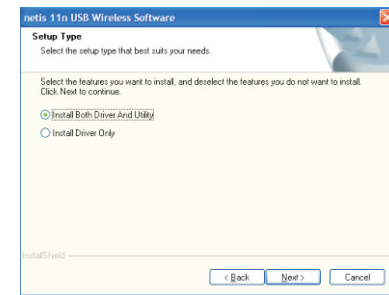 netis 11n USB Wireless Software
Setup Type
Select the setup type that best suits your needs.
Select the features you want to install, and deselect the features you do not want to install.
Click Next to continue.
Install Both Driver And Utility
Install Driver Only
InstallShield
< Back Next > Cancel